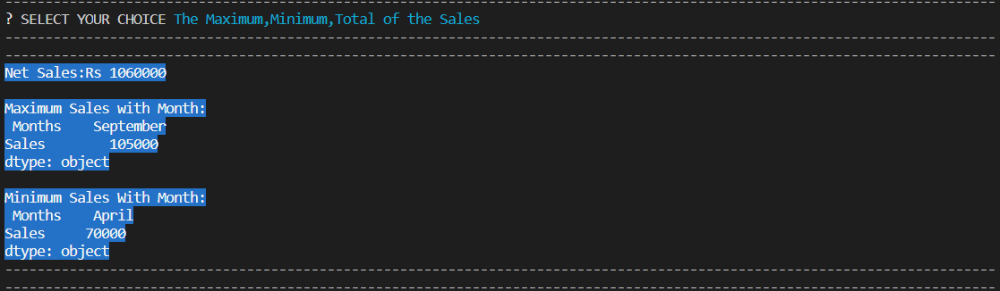 ? SELECT YOUR CHOICE The Maximum,Minimum,Total of the Sales
Net Sales:Rs 1060000
Maximum Sales with Month:
Months    September
Sales        105000
dtype: object
Minimum Sales With Month:
Months    April
Sales     70000
dtype: object